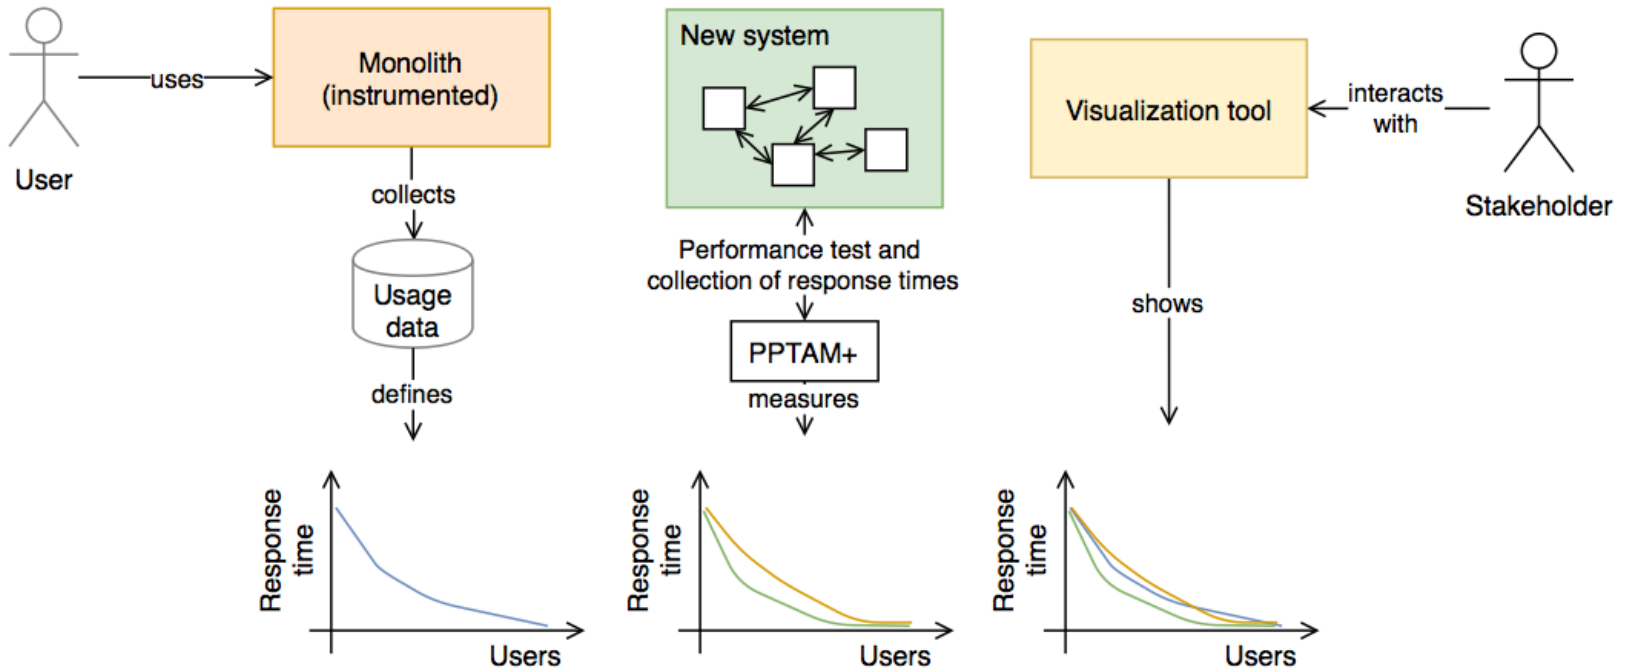 uses
User
Monolith
(instrumented)
collects
Usage
data
defines
Response
time
Users
New system
Performance test and
collection of response times
PPTAM+
measures
Response
time
Users
Visualization tool
interacts
with
Stakeholder
shows
Response
time
Users